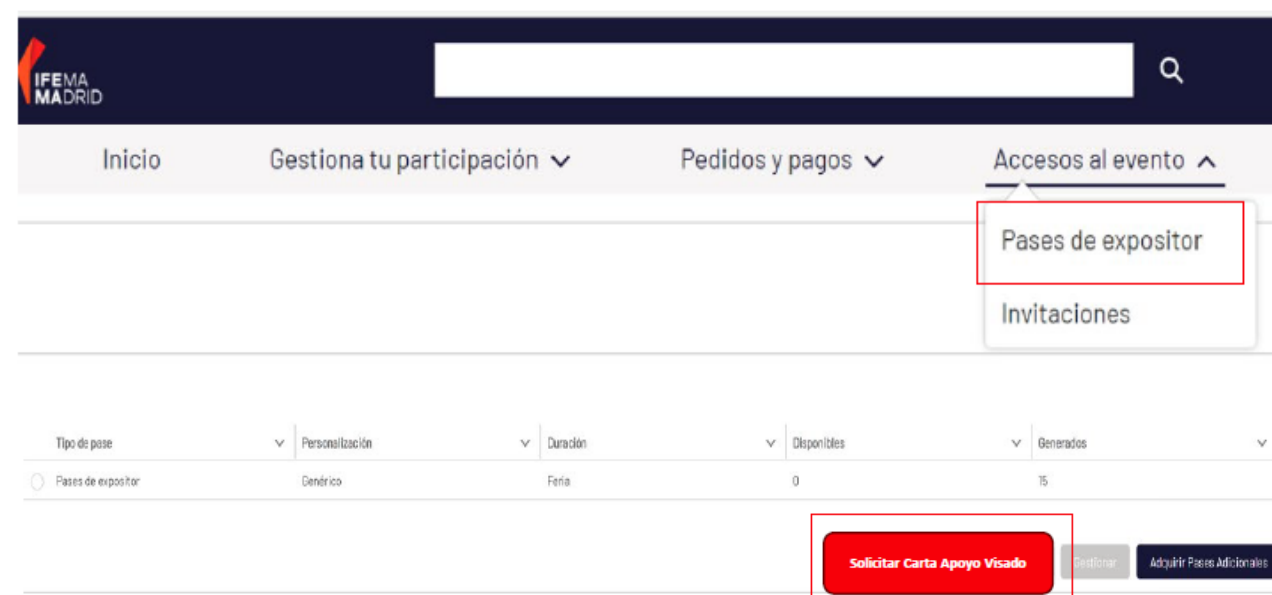 IFEMA
MADRID
Inicio
Gestiona tu participación
Pedidos y pagos
Accesos al evento
Pases de expositor
Invitaciones
Tipo de pase
Personalización
Duración
Disponibles
Generados
Pases de expositor
Genérico
Feria
0
15
Solicitar Carta Apoyo Visado
Gestionar
Adquirir Pases Adicionales